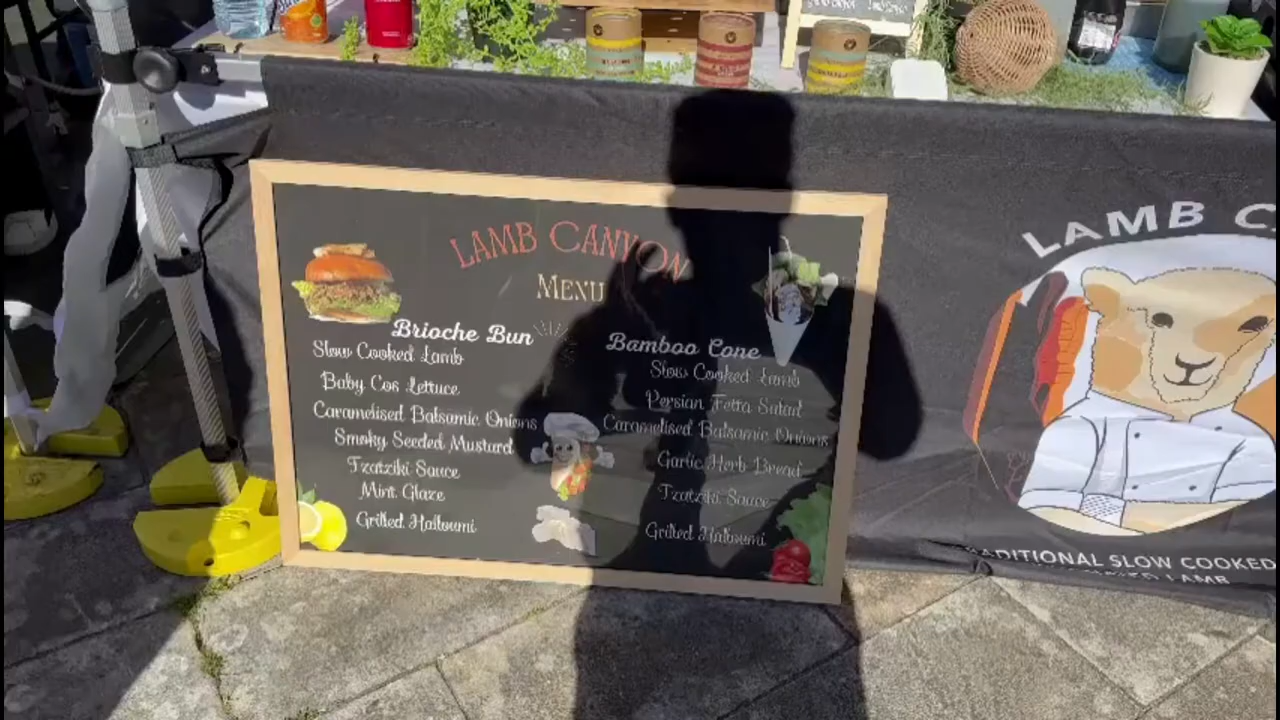 LAMB CANYON
MENU
Brioche Bun
Slow Cooked Lamb
Baby Cos Lettuce
Caramelised Balsamic Onions
Smoky Seeded Mustard
Tzatziki Sauce
Mint Glaze
Grilled Halloumi
Bamboo Cone
Slow Cooked Lamb
Persian Fetta Salad
Caramelised Balsamic Onions
Garlic Herb Bread
Tzatziki Sauce
Grilled Halloumi
LAMB C
ADITIONAL SLOW COOKED
LAMB